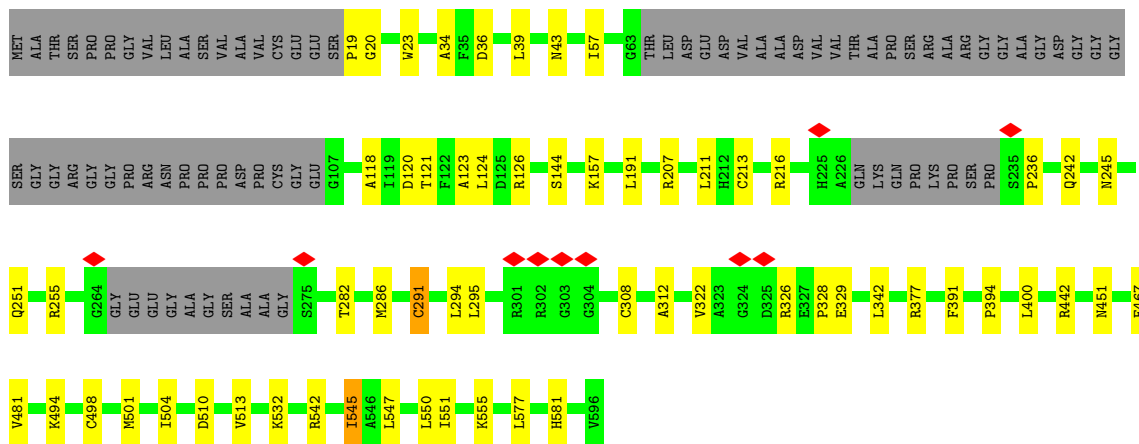 MET ALA THR SER PRO PRO GLY VAL LEU ALA SER VAL ALA VAL CYS GLU GLU SER P19 G20 W23 A34 F35 D36 L39 N43 I57 G63 THR LEU ASP GLU ASP VAL ALA ALA ASP VAL VAL THR ALA PRO SER ARG ALA ARG GLY GLY ALA GLY ASP GLY GLY GLY
SER GLY GLY ARG GLY GLY PRO ARG ASN PRO PRO PRO ASP PRO CYS GLY GLU G107 A118 I119 D120 T121 F122 A123 L124 D125 R126 S144 K157 L191 R207 L211 H212 C213 R216 H225 A226 GLN LYS GLN PRO LYS PRO SER PRO S235 P236 Q242 N245
Q251 R255 G264 GLY GLU GLU GLY ALA GLY SER ALA ALA GLY S275 T282 M286 C291 L294 L295 R301 R302 G303 G304 C308 A312 V322 A323 G324 D325 R326 E327 P328 E329 L342 R377 F391 P394 L400 R442 N451
V481 K494 C498 M501 I504 D510 V513 K532 R542 I545 A546 L547 L550 I551 K555 L577 H581 V596